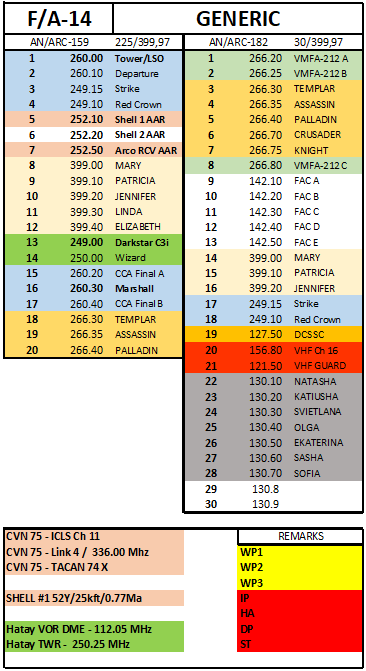 F/A-14 GENERIC
AN/ARC-159 225/399,97 AN/ARC-182 30/399,97
1 260.00 Tower/LSO 1 266.20 VMFA-212 A
2 260.10 Departure 2 266.25 VMFA-212 B
3 249.15 Strike 3 266.30 TEMPLAR
4 249.10 Red Crown 4 266.35 ASSASSIN
5 252.10 Shell 1 AAR 5 266.40 PALLADIN
6 252.20 Shell 2 AAR 6 266.70 CRUSADER
7 252.50 Arco RCV AAR 7 266.75 KNIGHT
8 399.00 MARY 8 266.80 VMFA-212 C
9 399.10 PATRICIA 9 142.10 FAC A
10 399.20 JENNIFER 10 142.20 FAC B
11 399.30 LINDA 11 142.30 FAC C
12 399.40 ELIZABETH 12 142.40 FAC D
13 249.00 Darkstar C3i 13 142.50 FAC E
14 250.00 Wizard 14 399.00 MARY
15 260.20 CCA Final A 15 399.10 PATRICIA
16 260.30 Marshall 16 399.20 JENNIFER
17 260.40 CCA Final B 17 249.15 Strike
18 266.30 TEMPLAR 18 249.10 Red Crown
19 266.35 ASSASSIN 19 127.50 DCSSC
20 266.40 PALLADIN 20 156.80 VHF Ch 16
21 121.50 VHF GUARD
22 130.10 NATASHA
23 130.20 KATIUSHA
24 130.30 SVIETLANA
25 130.40 OLGA
26 130.50 EKATERINA
27 130.60 SASHA
28 130.70 SOFIA
29 130.8
30 130.9
CVN 75 - ICLS Ch 11 REMARKS
CVN 75 - Link 4 / 336.00 Mhz WP1
CVN 75 - TACAN 74 X WP2
WP3
SHELL #1 52Y/25kft/0.77Ma IP
HA
Hatay VOR DME - 112.05 MHz DP
Hatay TWR - 250.25 MHz ST